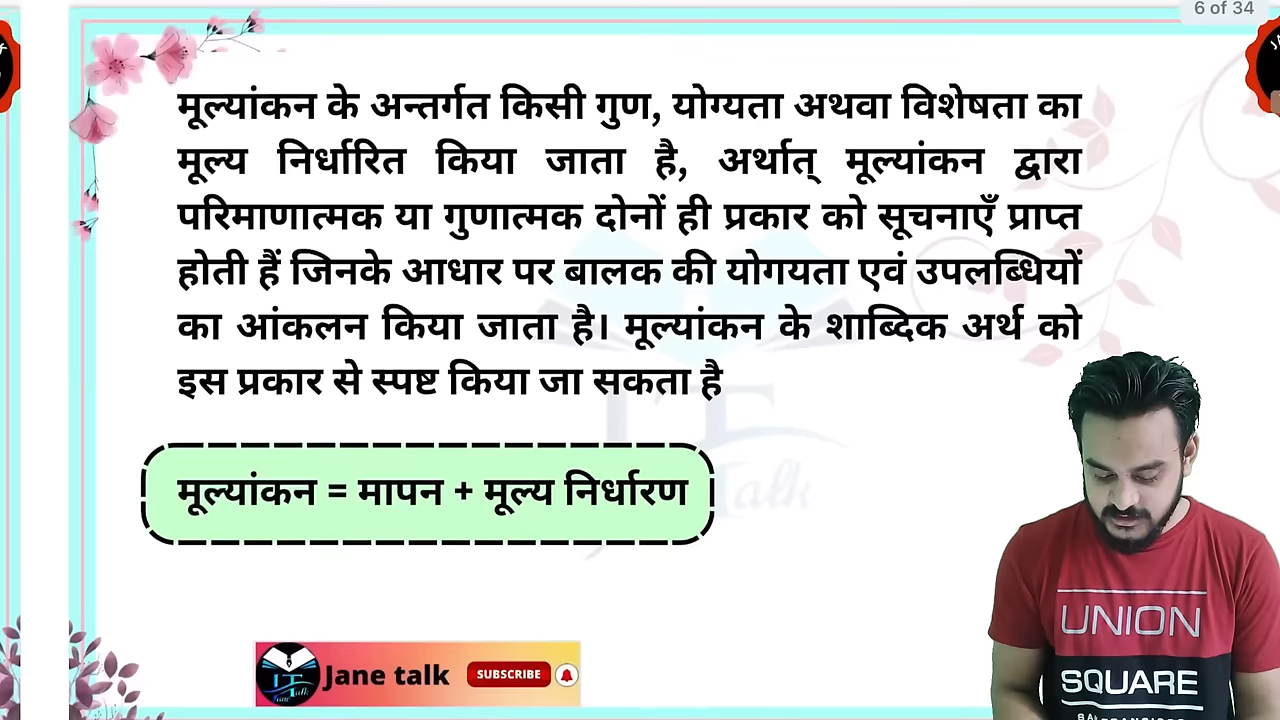 6 of 34
मूल्यांकन के अन्तर्गत किसी गुण, योग्यता अथवा विशेषता का
मूल्य निर्धारित किया जाता है, अर्थात् मूल्यांकन द्वारा
परिमाणात्मक या गुणात्मक दोनों ही प्रकार को सूचनाएँ प्राप्त
होती हैं जिनके आधार पर बालक की योगयता एवं उपलब्धियों
का आंकलन किया जाता है। मूल्यांकन के शाब्दिक अर्थ को
इस प्रकार से स्पष्ट किया जा सकता है
मूल्यांकन = मापन + मूल्य निर्धारण
Jane talk SUBSCRIBE
UNION
SQUARE